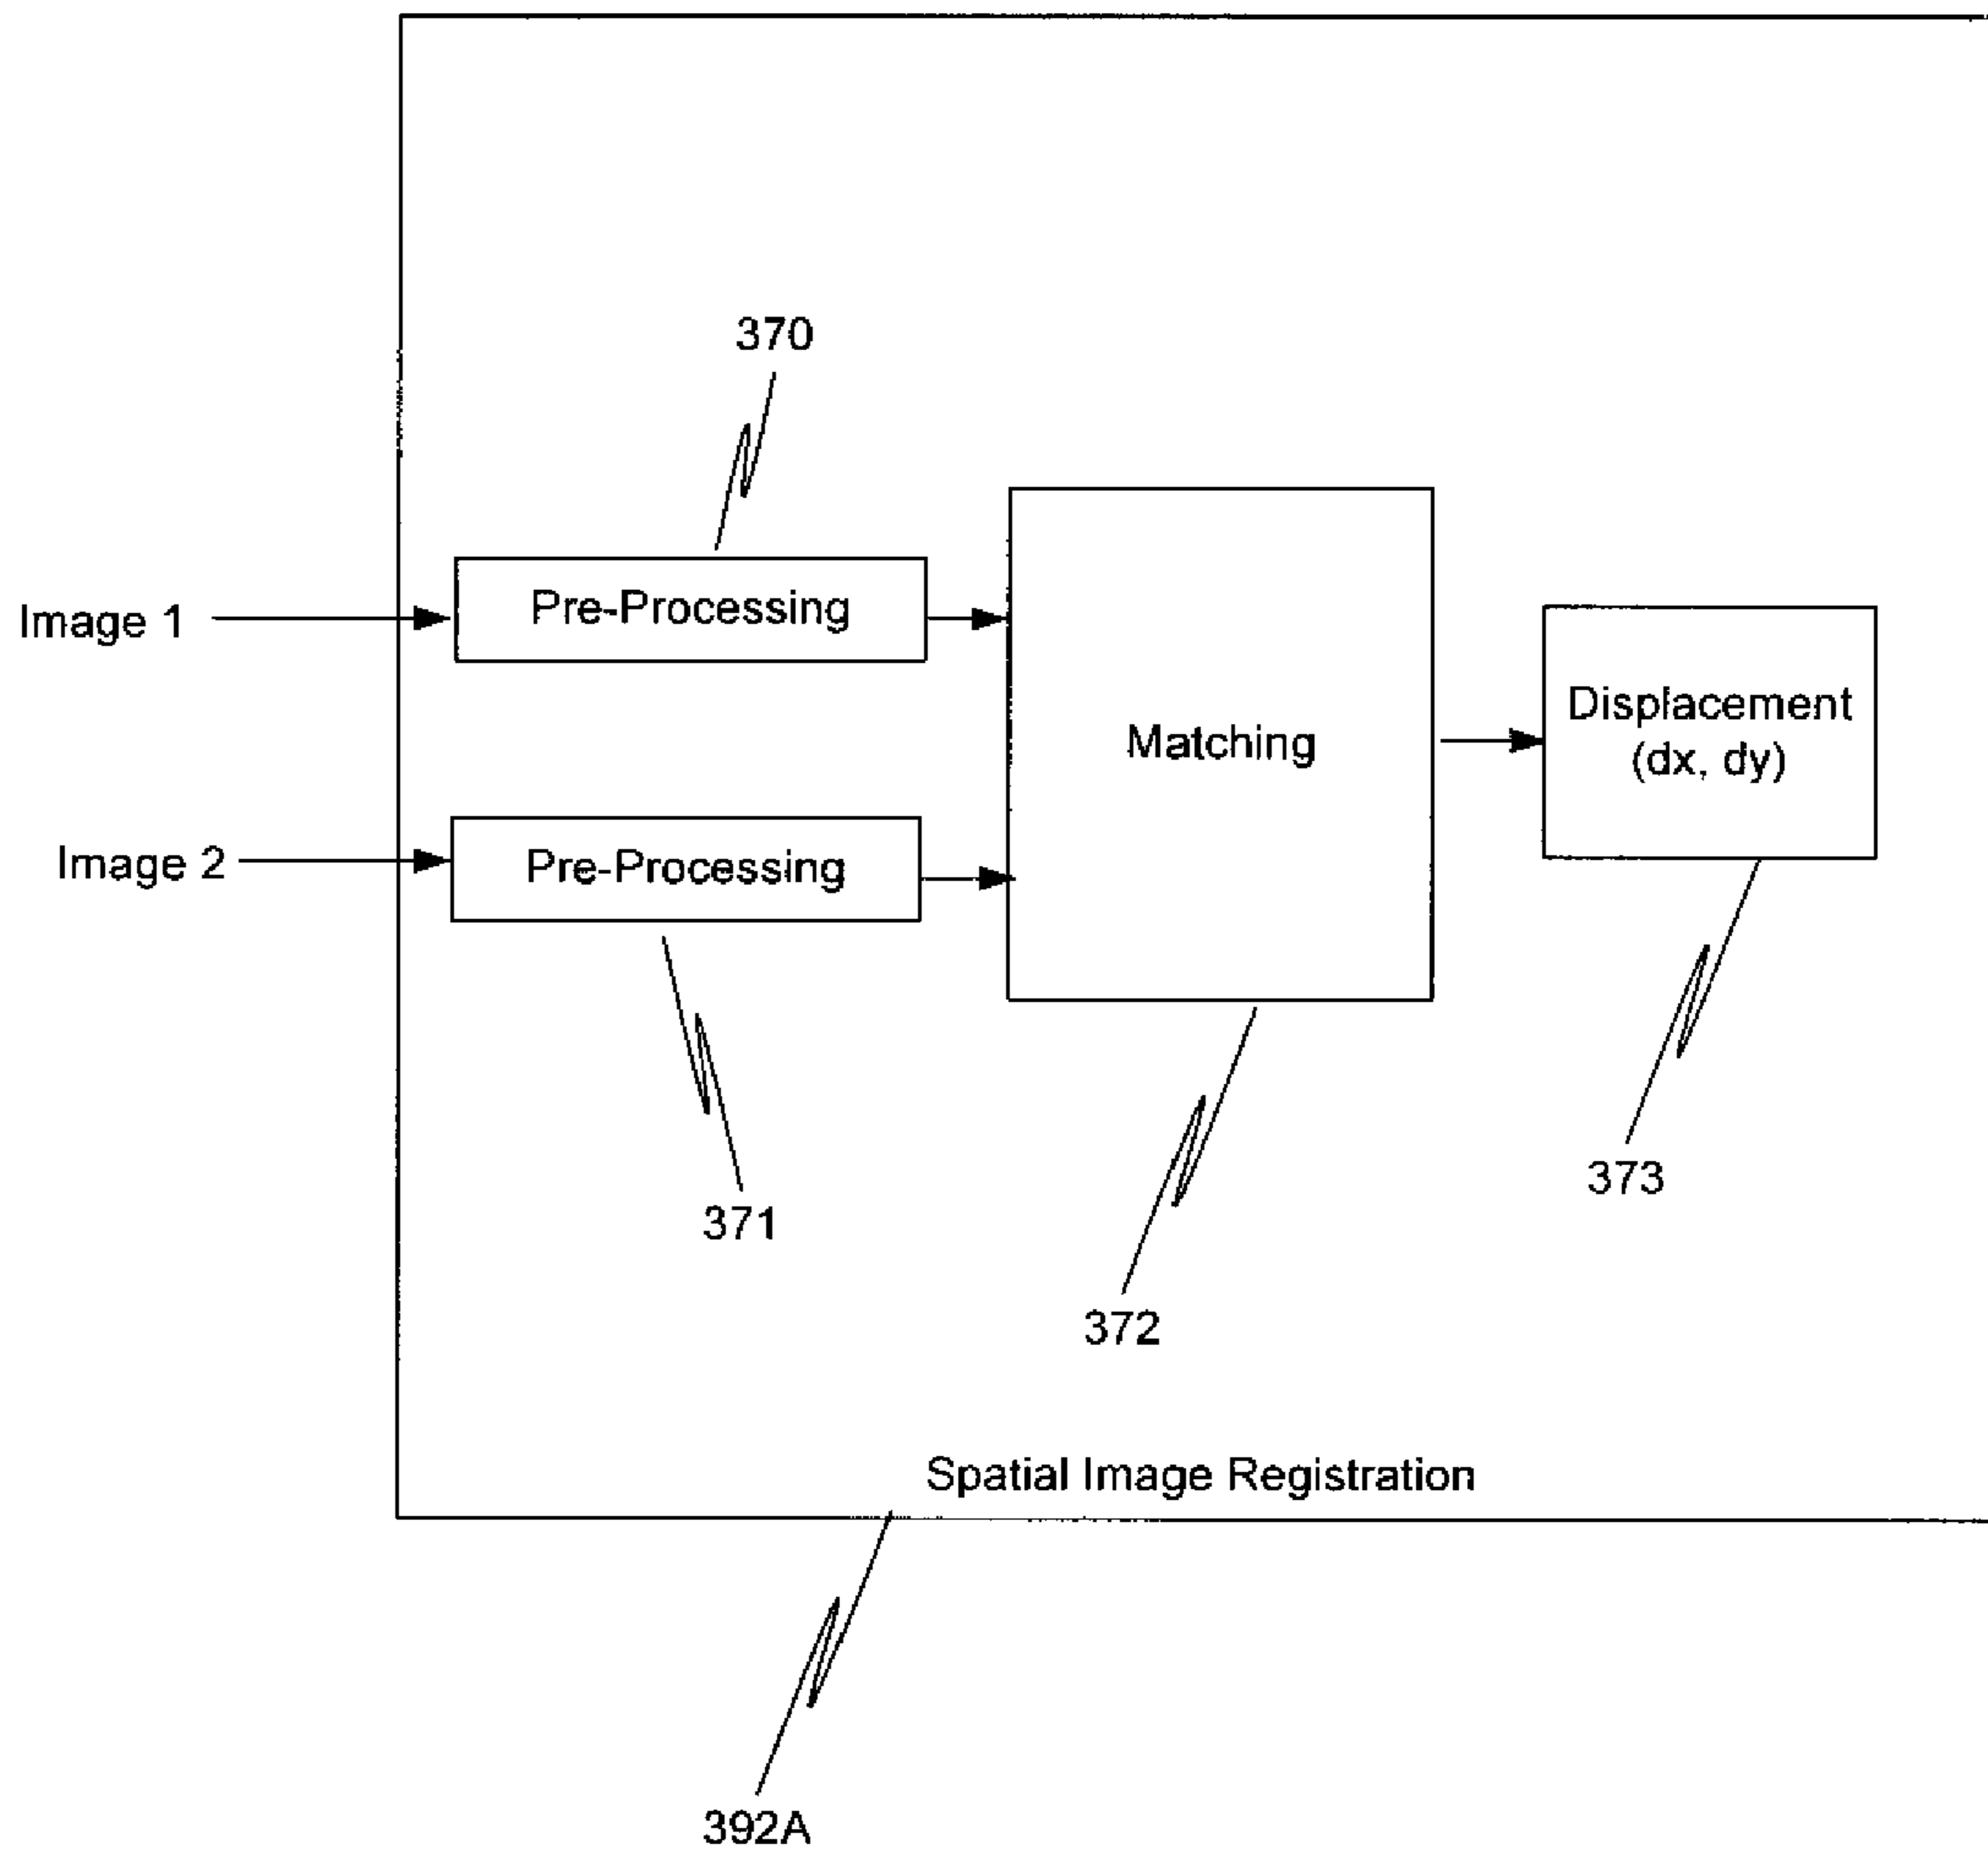 370
Image 1
Pre-Processing
Displacement
(dx, dy)
Matching
Image 2
Pre-Processing
373
371
372
Spatial Image Registration
392A